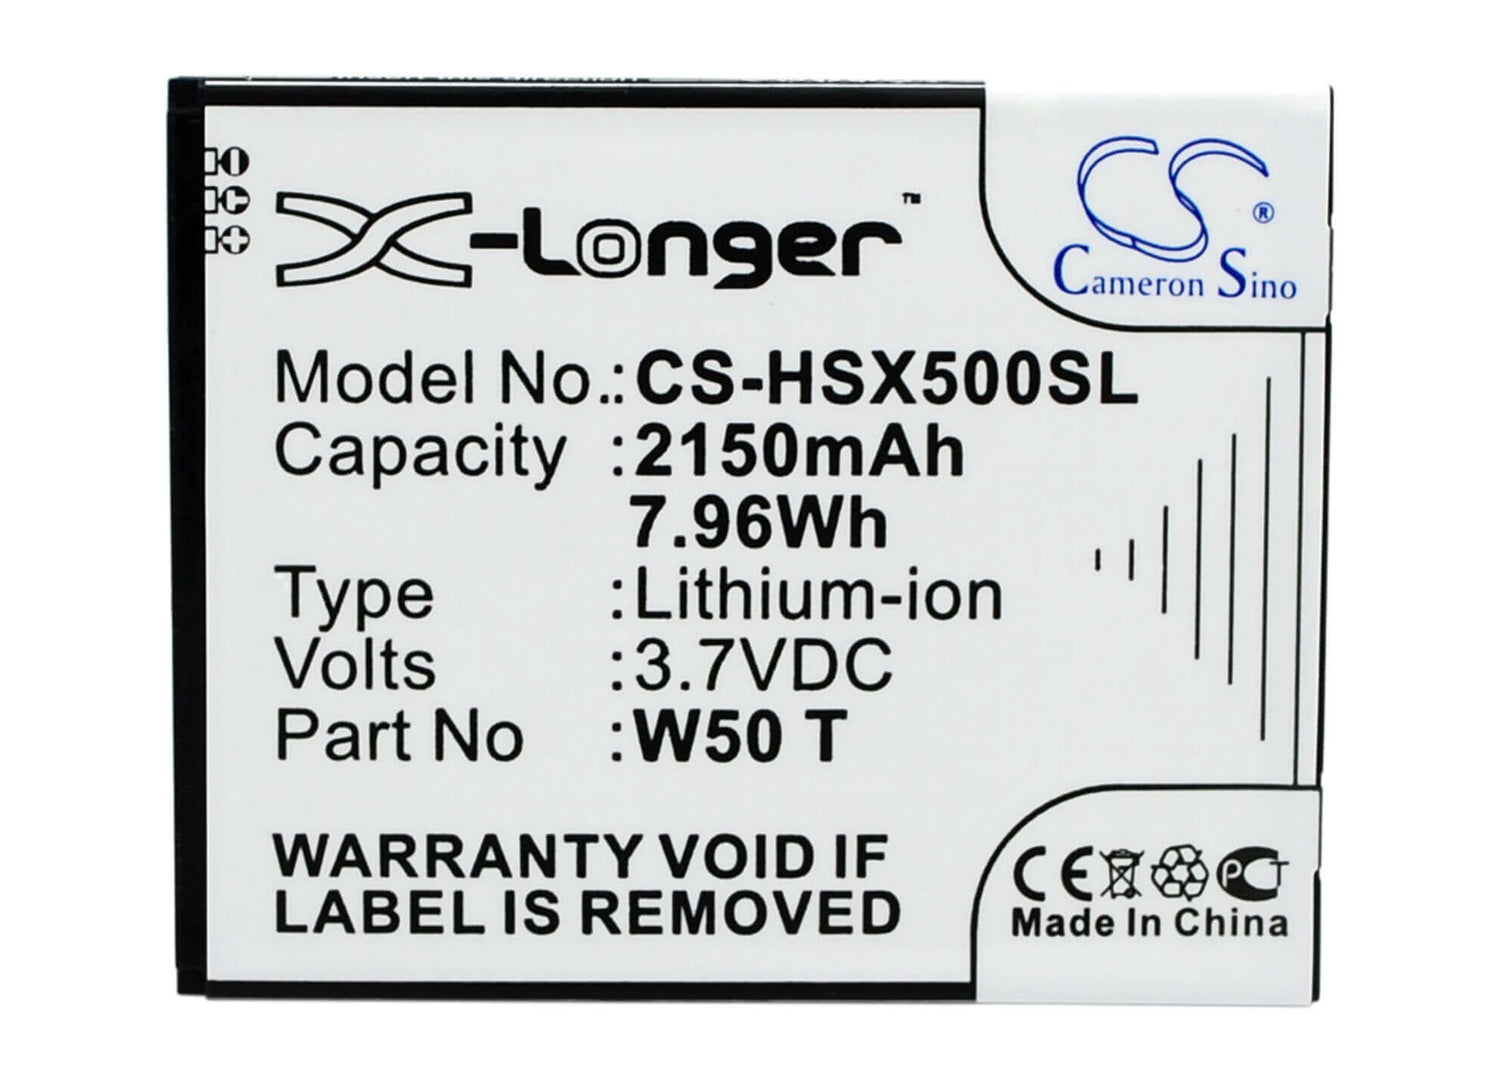 X-Longer™
CS
®
Cameron Sino
Model No.:CS-HSX500SL
Capacity :2150mAh
7.96Wh
Type :Lithium-ion
Volts :3.7VDC
Part No :W50 T
WARRANTY VOID IF
LABEL IS REMOVED
CE PCT
Made In China